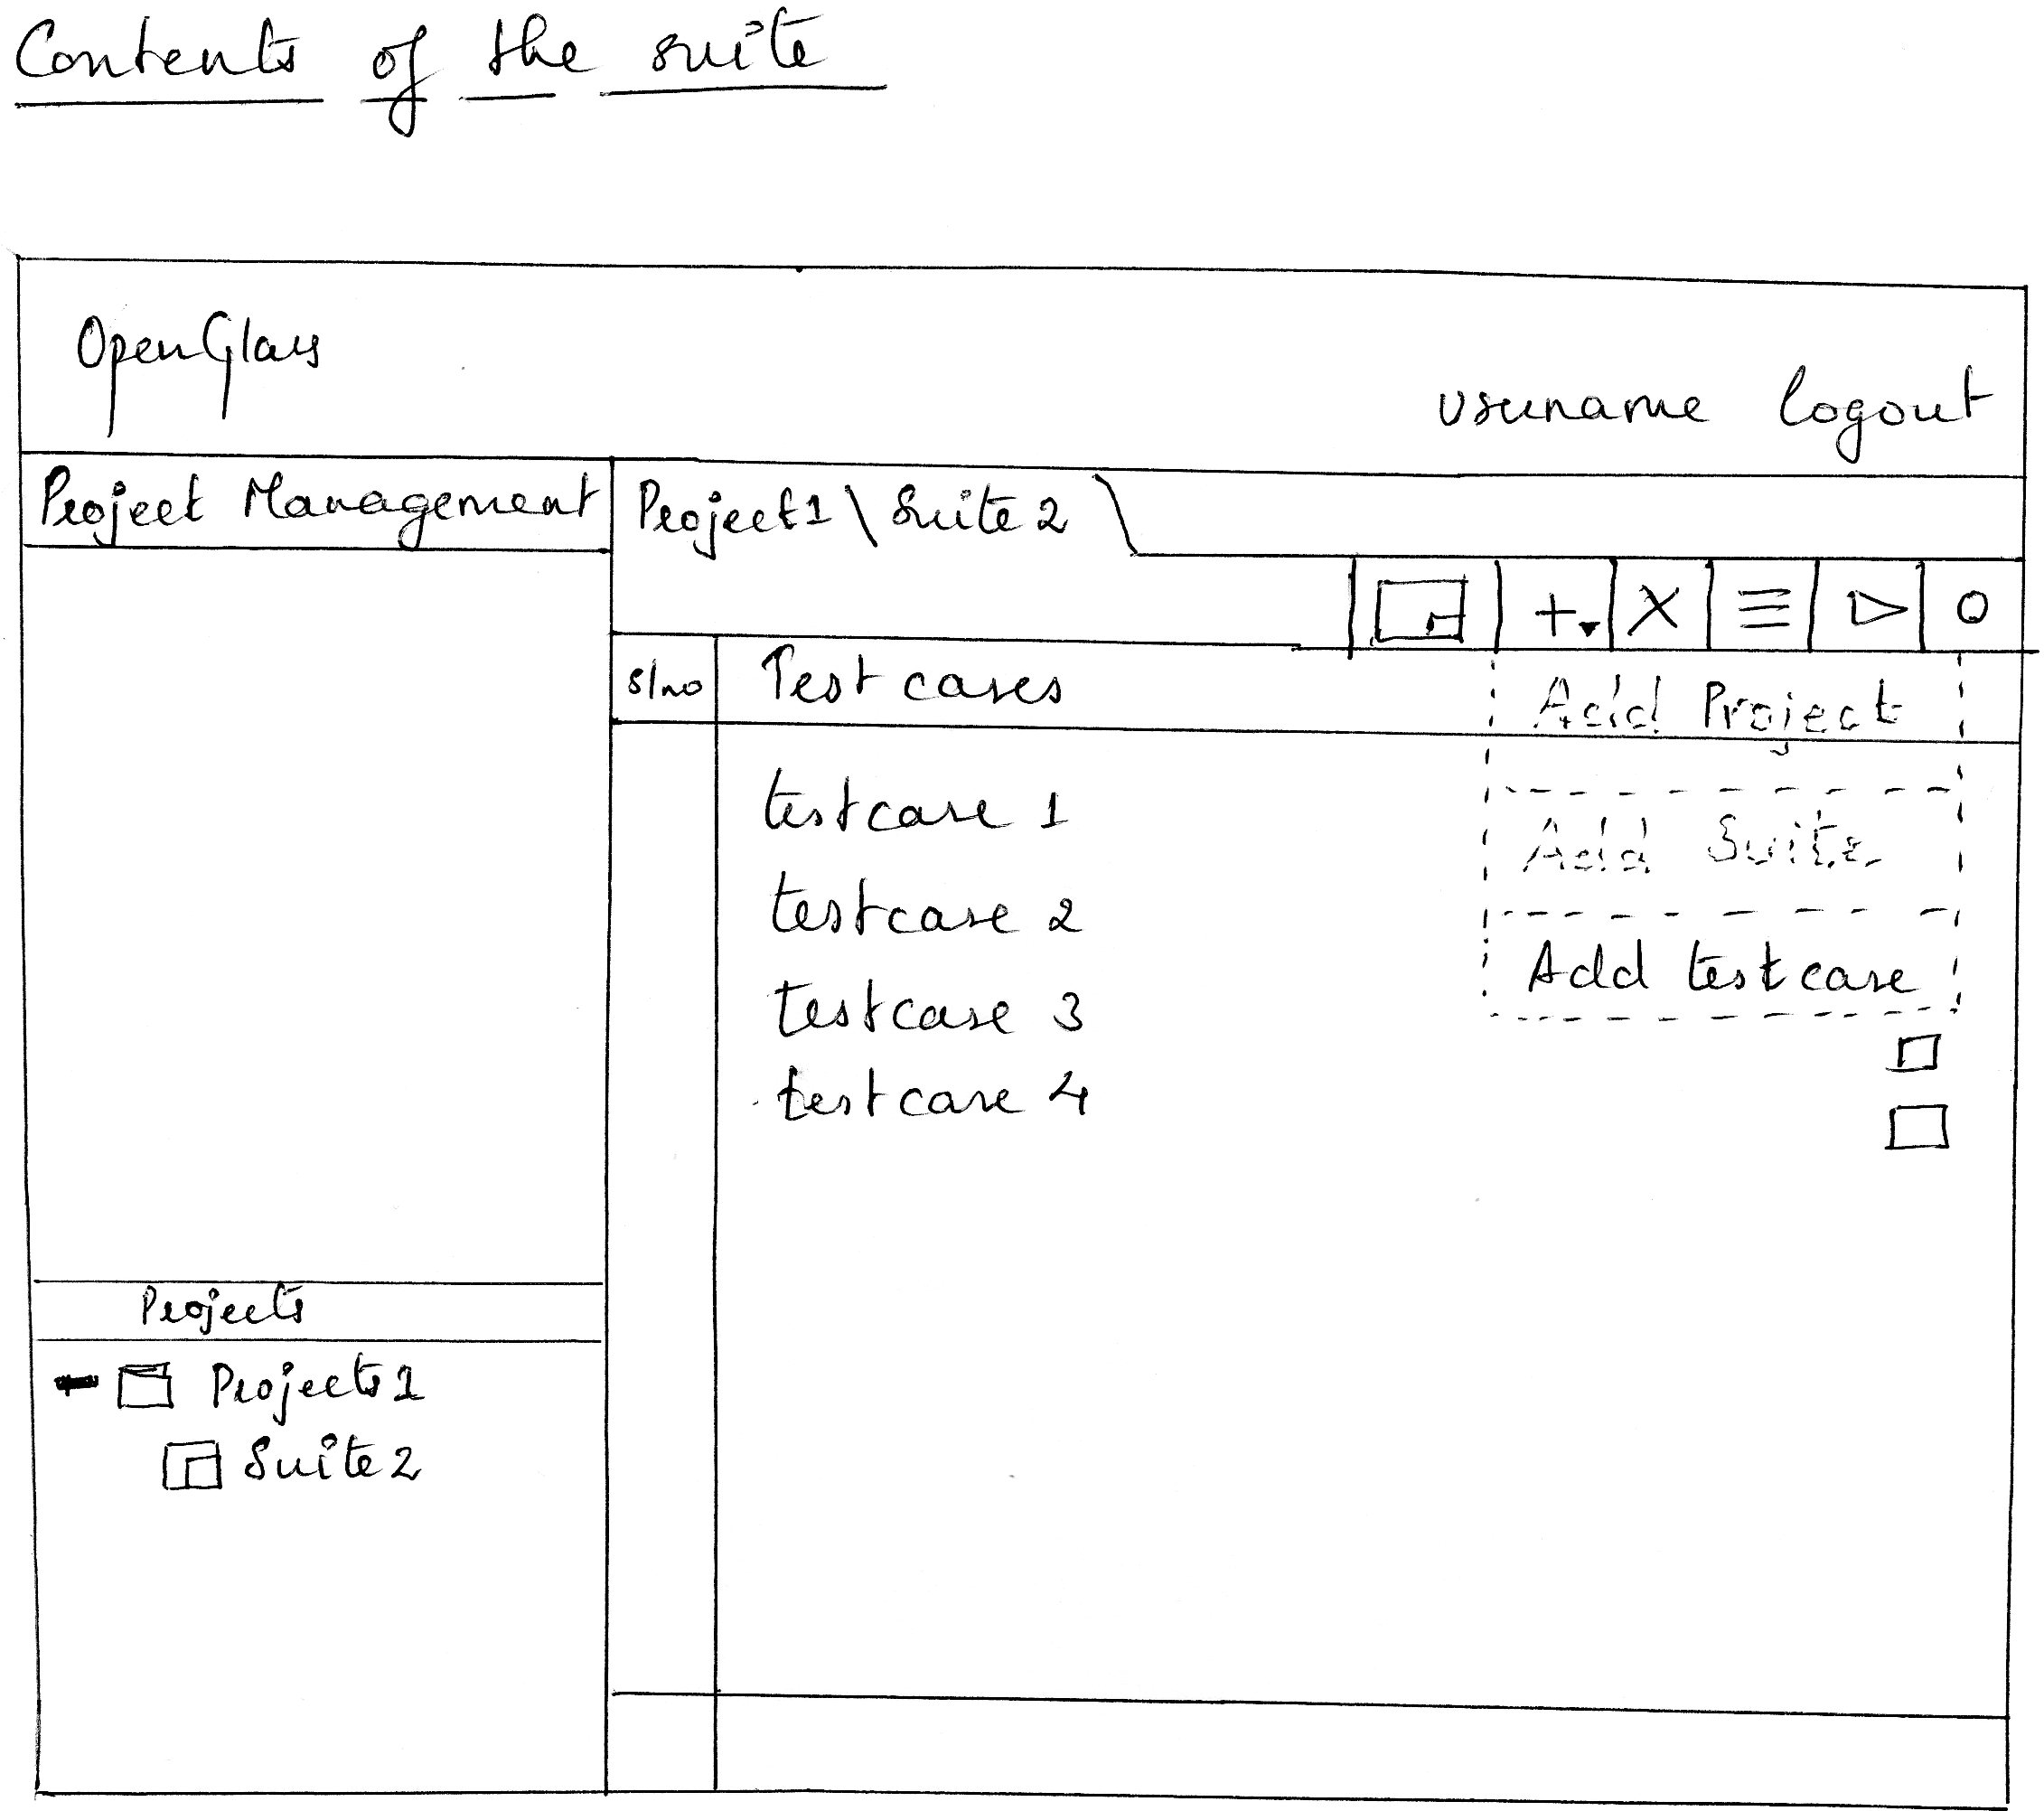 Contents of the suite
OpenGlass
username logout
Project Management
Project1 \ Suite 2
+ X
Sl no Test cases
Add Project
testcase 1
Add Suite
testcase 2
Add testcase
testcase 3
testcase 4
Projects
Projects 1
Suite 2